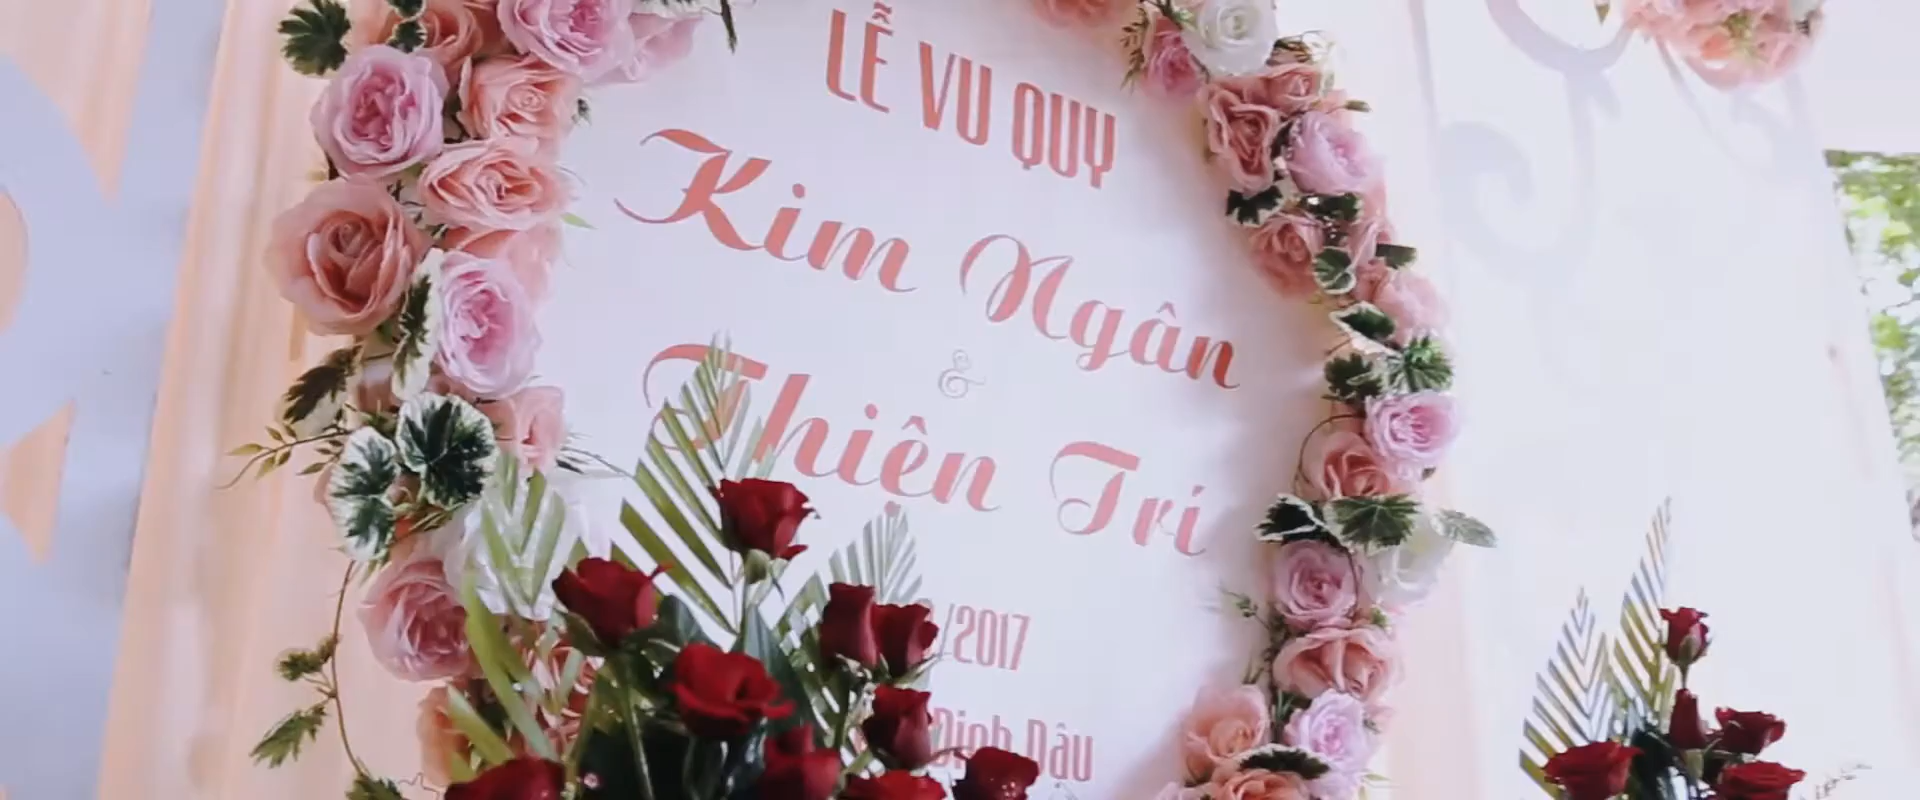 LỄ VU QUY
Kim Ngân
&
Thiện Trí
/2017
Đinh Dậu